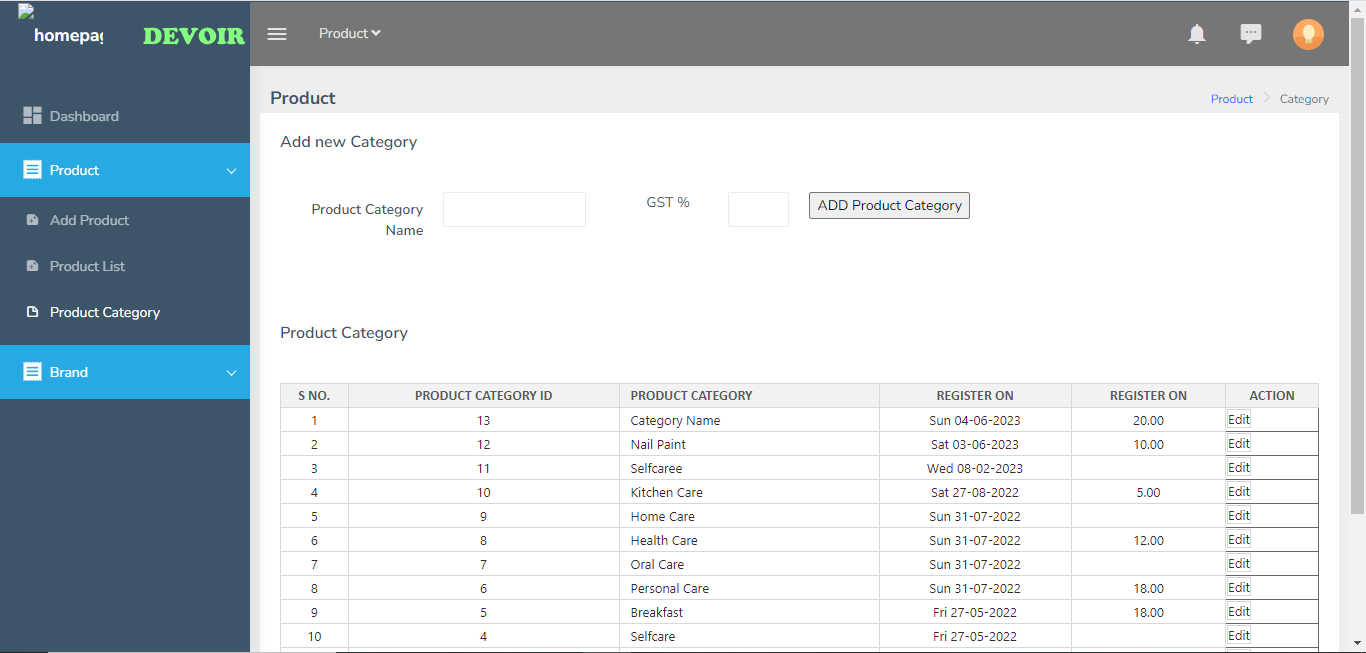 homepag
DEVOIR
Product
Dashboard
Product
Add Product
Product List
Product Category
Brand
Product
Product Category
Add new Category
Product Category
Name
GST %
ADD Product Category
Product Category
S NO. PRODUCT CATEGORY ID PRODUCT CATEGORY REGISTER ON REGISTER ON ACTION
1 13 Category Name Sun 04-06-2023 20.00 Edit
2 12 Nail Paint Sat 03-06-2023 10.00 Edit
3 11 Selfcaree Wed 08-02-2023 Edit
4 10 Kitchen Care Sat 27-08-2022 5.00 Edit
5 9 Home Care Sun 31-07-2022 Edit
6 8 Health Care Sun 31-07-2022 12.00 Edit
7 7 Oral Care Sun 31-07-2022 Edit
8 6 Personal Care Sun 31-07-2022 18.00 Edit
9 5 Breakfast Fri 27-05-2022 18.00 Edit
10 4 Selfcare Fri 27-05-2022 Edit